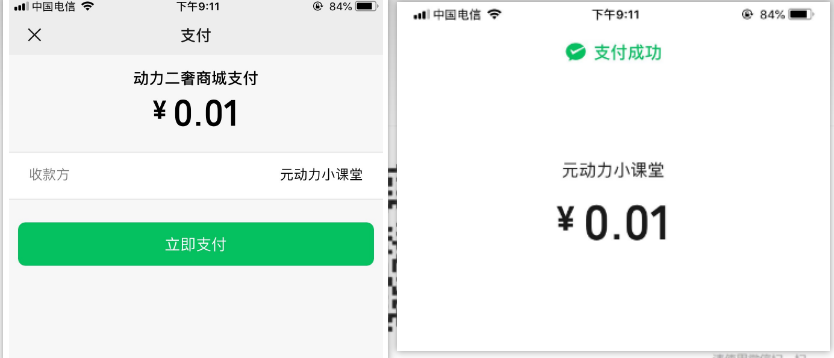 中国电信 下午9:11 84%
支付
动力二奢商城支付
¥0.01
收款方 元动力小课堂
立即支付
中国电信 下午9:11 84%
支付成功
元动力小课堂
¥0.01